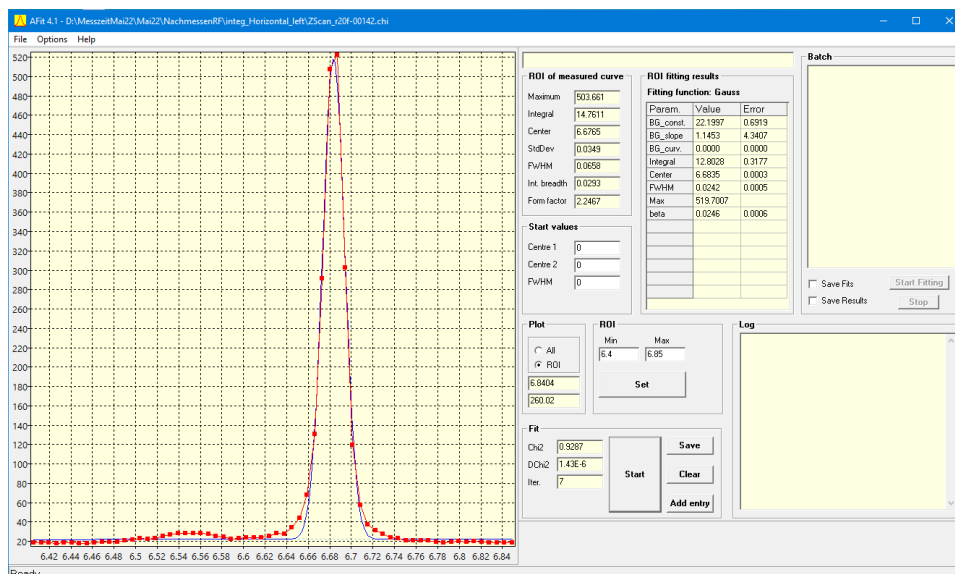 AFit 4.1 - D:\MesszeitMai22\Mai22\NachmessenRF\integ_Horizontal_left\ZScan_r20f-00142.chi
File Options Help
520
500
480
460
440
420
400
380
360
340
320
300
280
260
240
220
200
180
160
140
120
100
80
60
40
20
6.42 6.44 6.46 6.48 6.5 6.52 6.54 6.56 6.58 6.6 6.62 6.64 6.66 6.68 6.7 6.72 6.74 6.76 6.78 6.8 6.82 6.84
ROI of measured curve
Maximum 503.661
Integral 14.7611
Center 6.6765
StdDev 0.0349
FWHM 0.0658
Int. breadth 0.0293
Form factor 2.2467
Start values
Centre 1 0
Centre 2 0
FWHM 0
ROI fitting results
Fitting function: Gauss
Param. Value Error
BG_const. 22.1997 0.6919
BG_slope 1.1453 4.3407
BG_curv. 0.0000 0.0000
Integral 12.8028 0.3177
Center 6.6835 0.0003
FWHM 0.0242 0.0005
Max 519.7007
beta 0.0246 0.0006
Batch
Save Fits Start Fitting
Save Results Stop
Plot
All
ROI
6.8404
260.02
ROI
Min Max
6.4 6.85
Set
Log
Fit
Chi2 0.9287
DChi2 1.43E-6
Iter. 7
Start
Save
Clear
Add entry
Ready